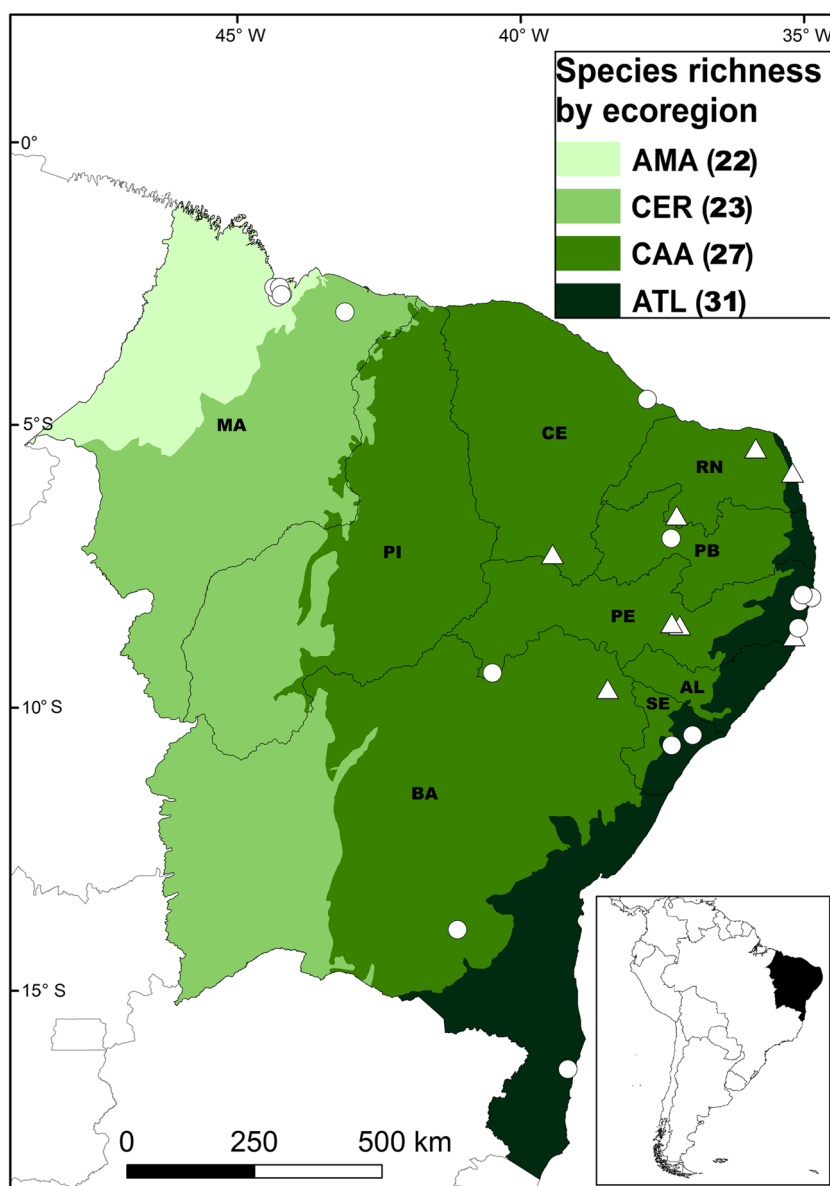 45° W 40° W 35° W
Species richness
by ecoregion
AMA (22)
CER (23)
CAA (27)
ATL (31)
0°
5° S
MA
CE
RN
PI
PB
PE
AL
SE
10° S
BA
15° S
0 250 500 km